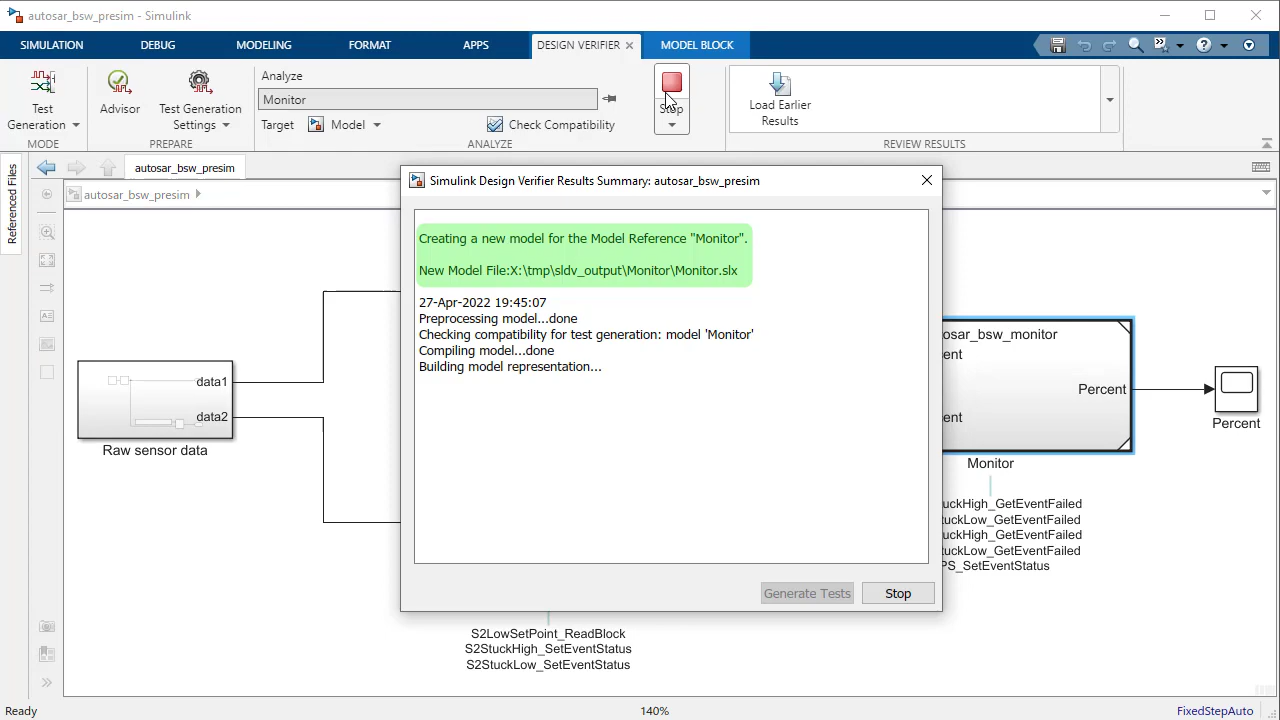 autosar_bsw_presim - Simulink
SIMULATION
DEBUG
MODELING
FORMAT
APPS
DESIGN VERIFIER
MODEL BLOCK
Test
Generation
MODE
Advisor
Test Generation
Settings
PREPARE
Analyze
Monitor
Target
Model
Check Compatibility
ANALYZE
Stop
Load Earlier
Results
REVIEW RESULTS
Referenced Files
autosar_bsw_presim
autosar_bsw_presim
Simulink Design Verifier Results Summary: autosar_bsw_presim
Creating a new model for the Model Reference "Monitor".
New Model File:X:\tmp\sldv_output\Monitor\Monitor.slx
27-Apr-2022 19:45:07
Preprocessing model...done
Checking compatibility for test generation: model 'Monitor'
Compiling model...done
Building model representation...
Generate Tests
Stop
data1
data2
Raw sensor data
osar_bsw_monitor
ent
Percent
ent
Monitor
Percent
uckHigh_GetEventFailed
tuckLow_GetEventFailed
uckHigh_GetEventFailed
tuckLow_GetEventFailed
PS_SetEventStatus
S2LowSetPoint_ReadBlock
S2StuckHigh_SetEventStatus
S2StuckLow_SetEventStatus
Ready
140%
FixedStepAuto